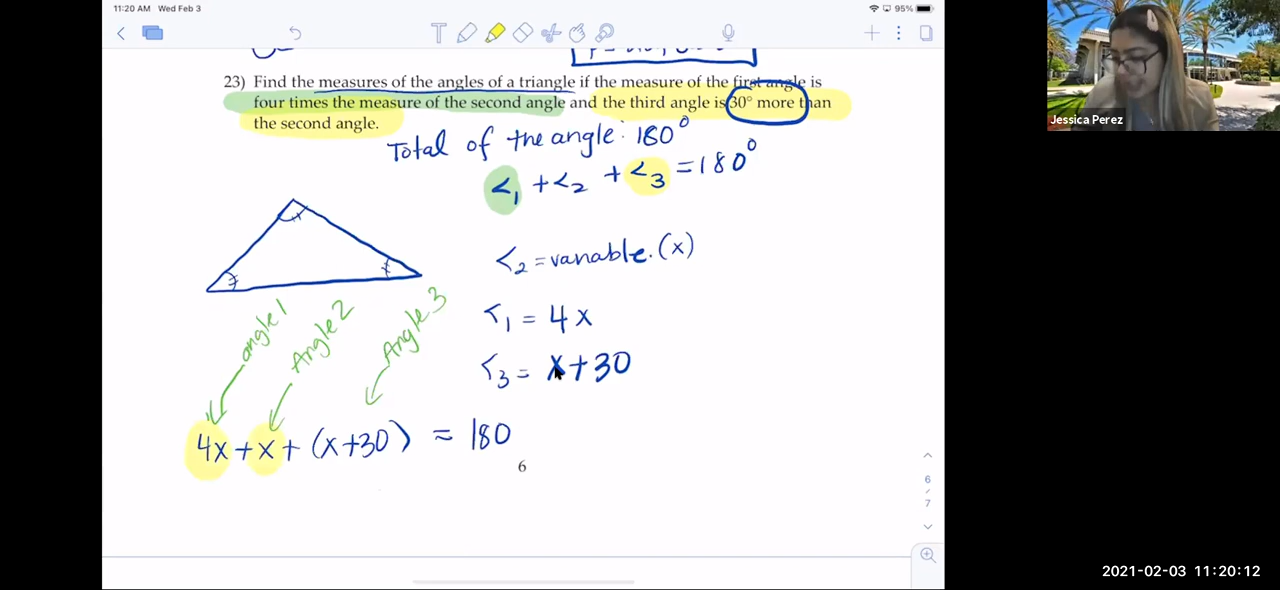 11:20 AM Wed Feb 3
95%
23) Find the measures of the angles of a triangle if the measure of the first angle is
four times the measure of the second angle and the third angle is 30° more than
the second angle.
Total of the angle: 180°
<1 + <2 + <3 = 180°
<2 = variable. (x)
<1 = 4x
<3 = x+30
angle 1
Angle 2
Angle 3
4x + x + (x+30) = 180
6
6
/
7
Jessica Perez
2021-02-03 11:20:12